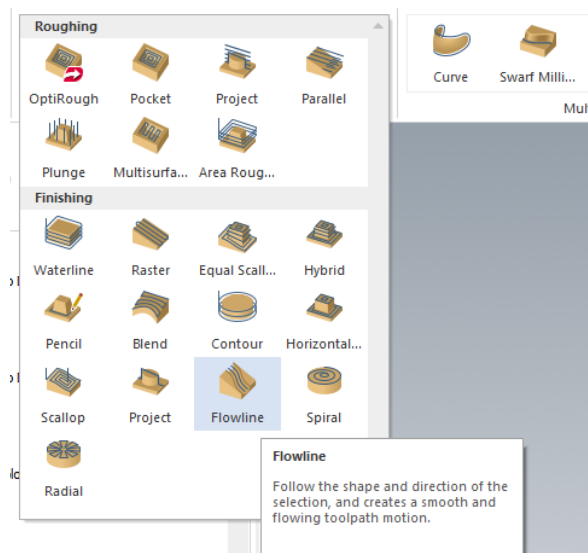 Roughing
OptiRough Pocket Project Parallel
Plunge Multisurfa... Area Roug...
Finishing
Waterline Raster Equal Scall... Hybrid
Pencil Blend Contour Horizontal...
Scallop Project Flowline Spiral
Radial
Flowline
Follow the shape and direction of the
selection, and creates a smooth and
flowing toolpath motion.
Curve Swarf Milli...